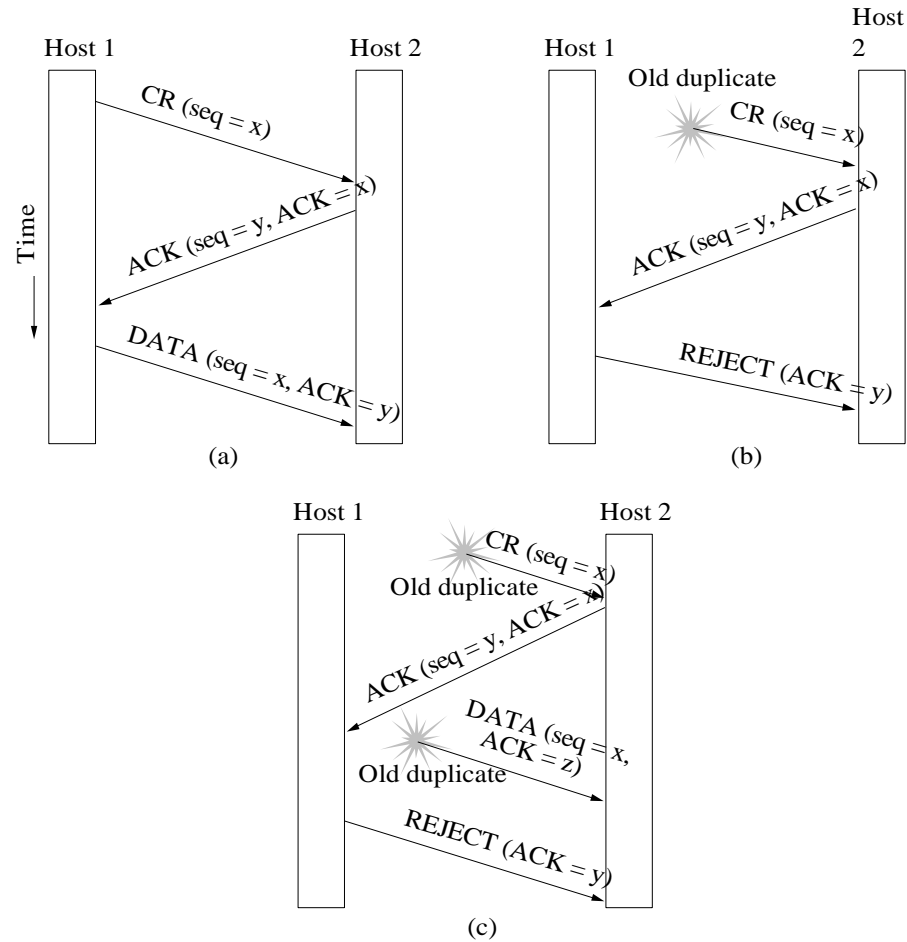 Host 1
Host 2
CR (seq = x)
ACK (seq = y, ACK = x)
DATA (seq = x, ACK = y)
Time
(a)
Host 1
Host
2
Old duplicate
CR (seq = x)
ACK (seq = y, ACK = x)
REJECT (ACK = y)
(b)
Host 1
Host 2
CR (seq = x)
Old duplicate
ACK (seq = y, ACK = x)
DATA (seq = x,
ACK = z)
Old duplicate
REJECT (ACK = y)
(c)